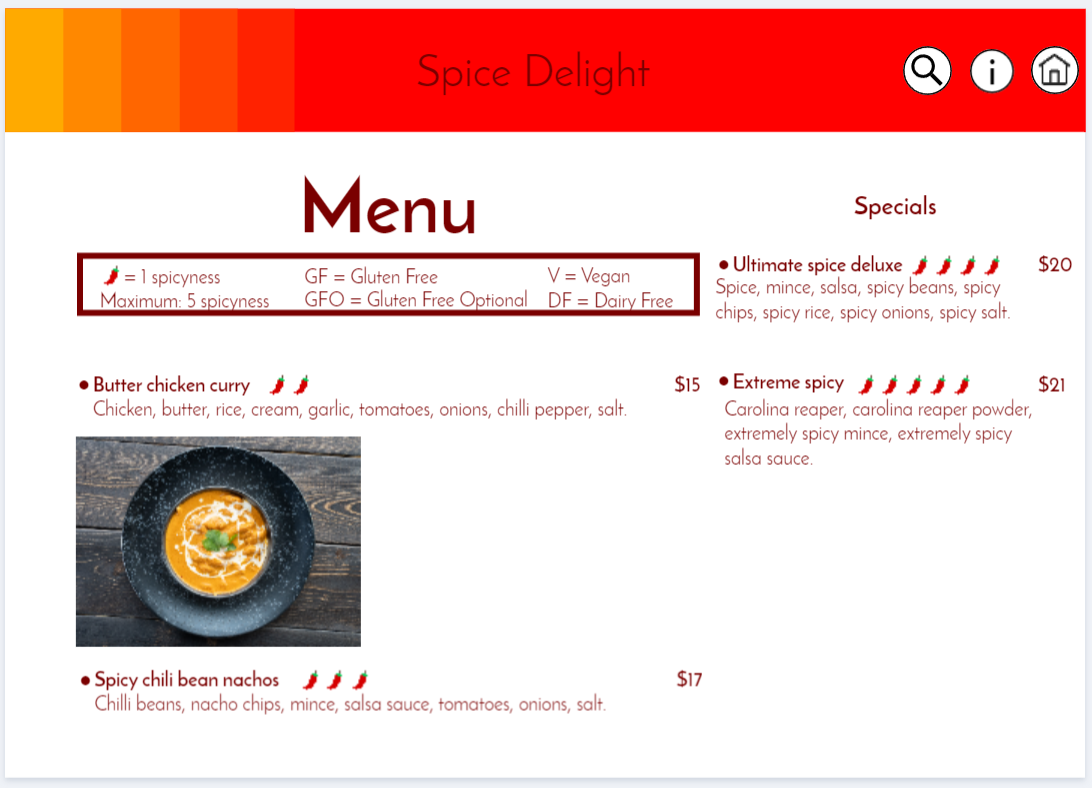 Spice Delight
i
Menu
= 1 spicyness
Maximum: 5 spicyness
GF = Gluten Free
GFO = Gluten Free Optional
V = Vegan
DF = Dairy Free
● Butter chicken curry $15
Chicken, butter, rice, cream, garlic, tomatoes, onions, chilli pepper, salt.
● Spicy chili bean nachos $17
Chilli beans, nacho chips, mince, salsa sauce, tomatoes, onions, salt.
Specials
● Ultimate spice deluxe $20
Spice, mince, salsa, spicy beans, spicy
chips, spicy rice, spicy onions, spicy salt.
● Extreme spicy $21
Carolina reaper, carolina reaper powder,
extremely spicy mince, extremely spicy
salsa sauce.